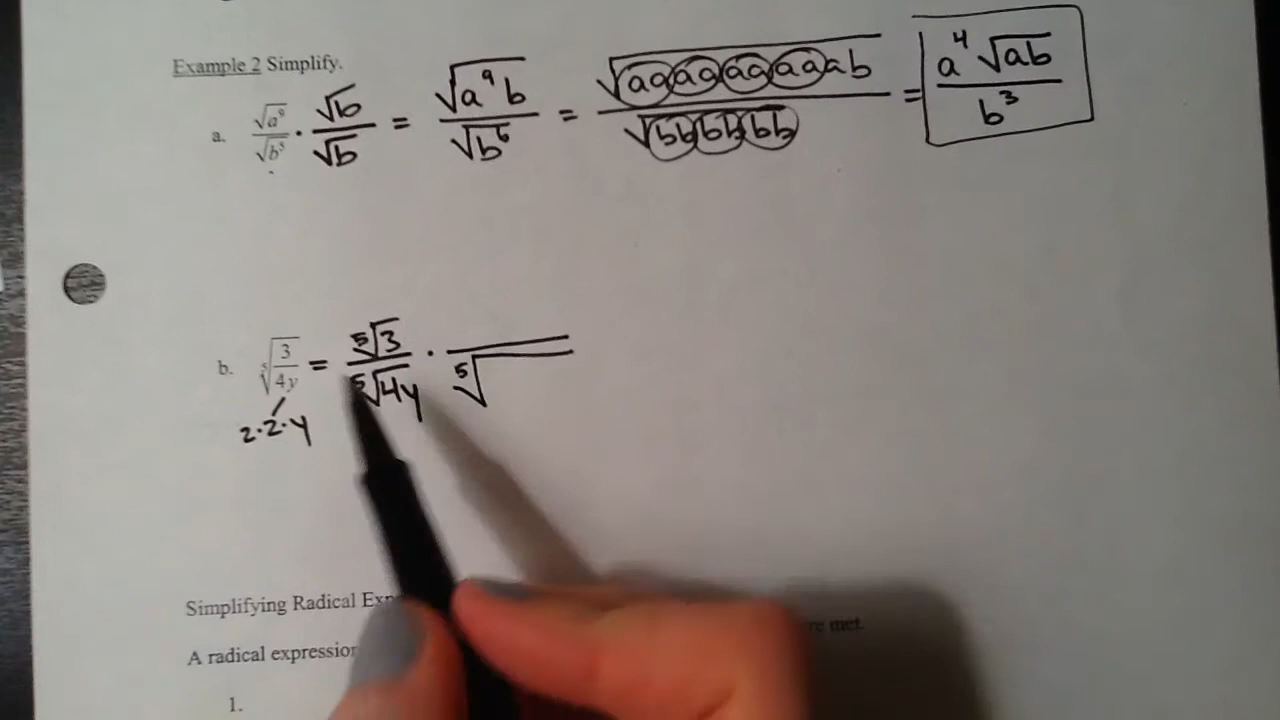 Example 2 Simplify.
a. √a⁹/√b⁵ · √b/√b = √a⁹b/√b⁶ = √aaaaaaaaab/√bbbbbb = a⁴√ab/b³
b. ⁵√3/4y = ⁵√3/⁵√4y · /⁵√
2·2·y
Simplifying Radical
re met.
A radical expression
1.